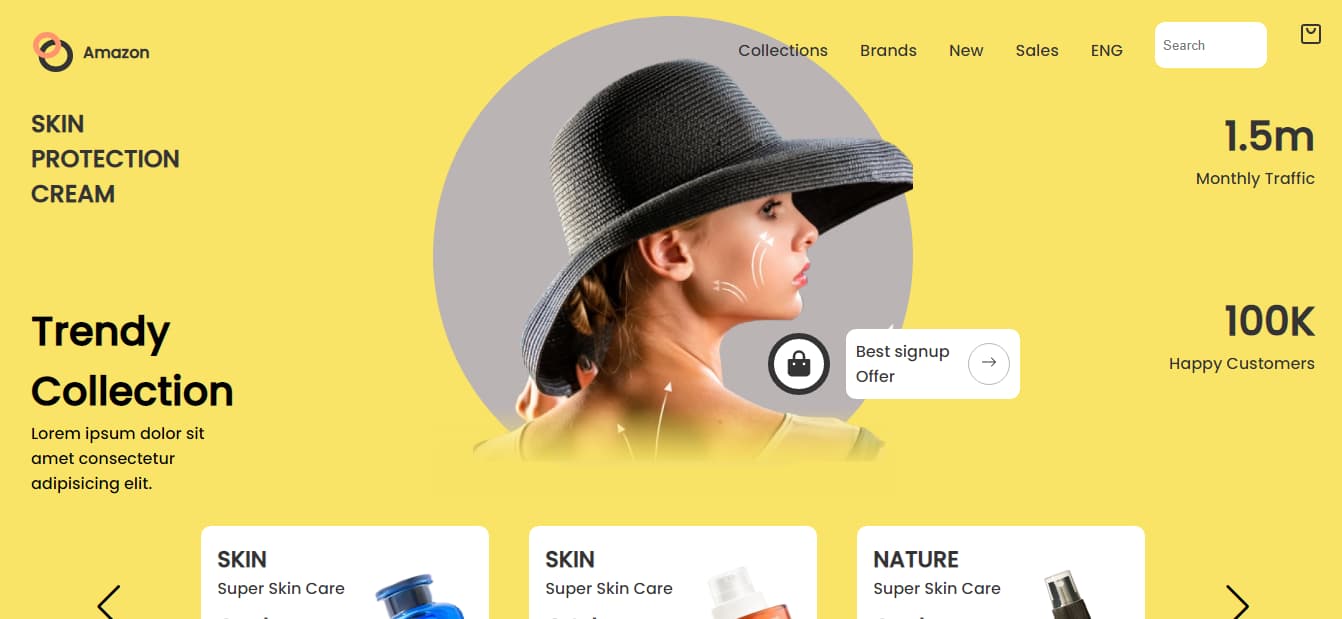 Amazon
Collections
Brands
New
Sales
ENG
Search
SKIN
PROTECTION
CREAM
1.5m
Monthly Traffic
Trendy
Collection
Lorem ipsum dolor sit
amet consectetur
adipisicing elit.
Best signup
Offer
100K
Happy Customers
SKIN
Super Skin Care
SKIN
Super Skin Care
NATURE
Super Skin Care